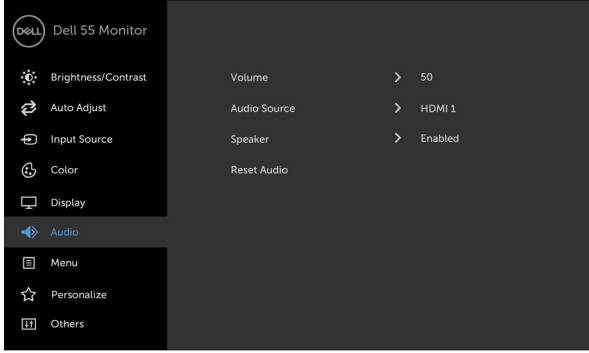 DELL Dell 55 Monitor
Brightness/Contrast Volume 50
Auto Adjust Audio Source HDMI 1
Input Source Speaker Enabled
Color Reset Audio
Display
Audio
Menu
Personalize
Others